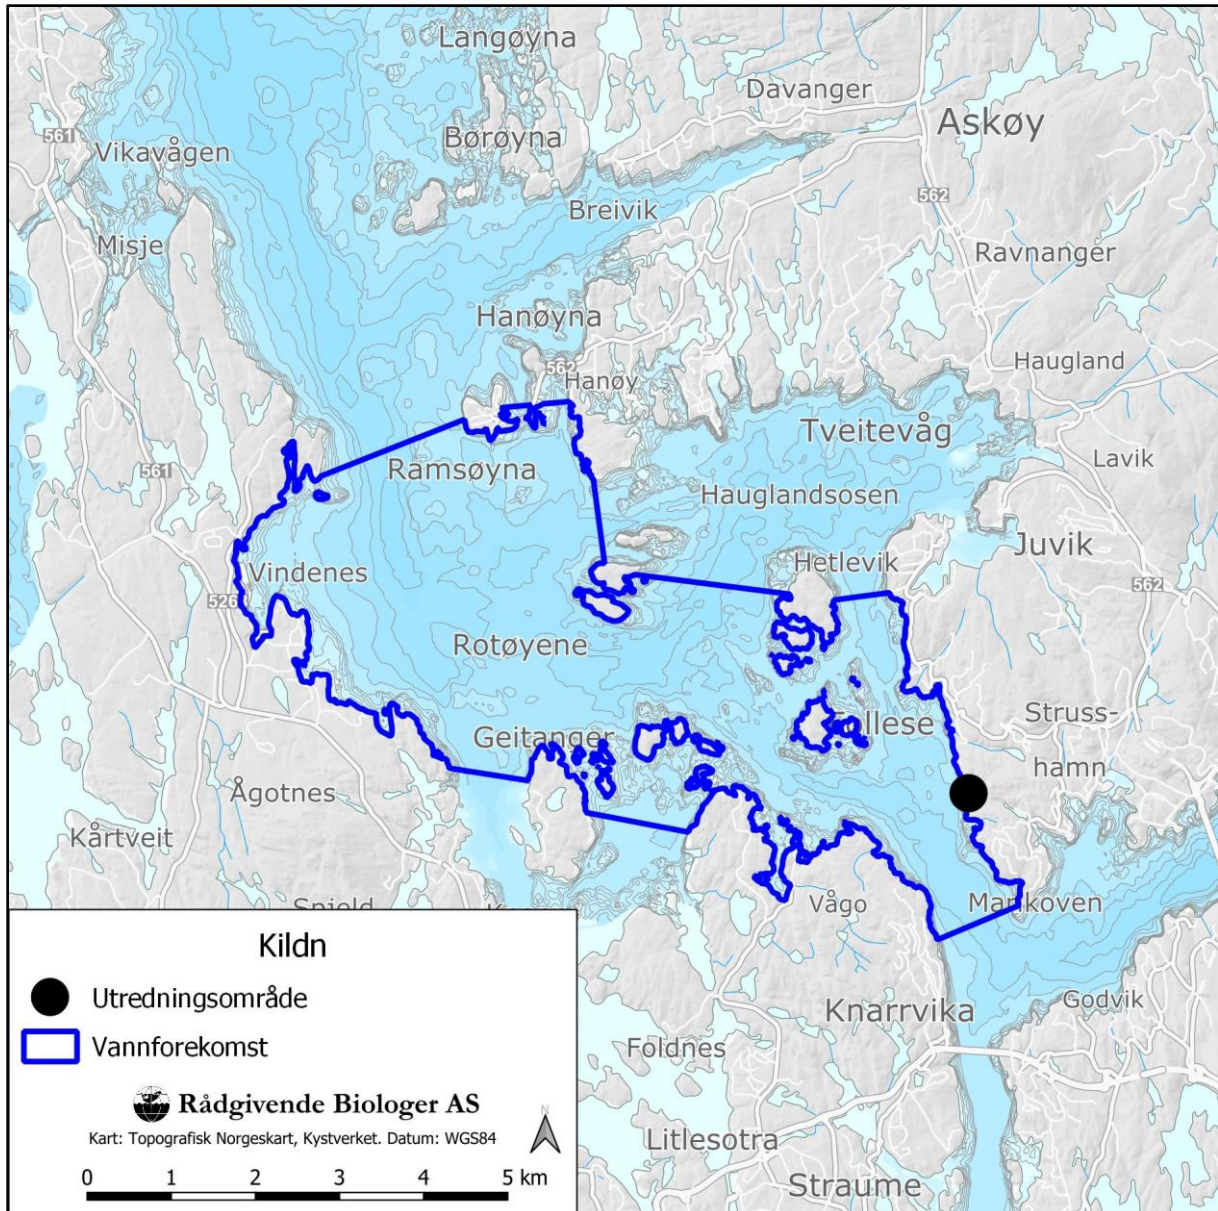 Langøyna
Davanger
Askøy
561
Børøyna
Vikavågen
562
Breivik
Misje
Ravnanger
Hanøyna
562
Hanøy
Haugland
Tveitevåg
561
Ramsøyna
Lavik
Hauglandsosen
Juvik
Hetlevik
Vindenes
562
526
Rotøyene
Struss-
hamn
Geitanger
Ågotnes
Kårtveit
Vågo
Knarrvika
Godvik
Foldnes
Litlesotra
Straume
Kildn
Utredningsområde
Vannforekomst
Rådgivende Biologer AS
N
Kart: Topografisk Norgeskart, Kystverket. Datum: WGS84
0 1 2 3 4 5 km